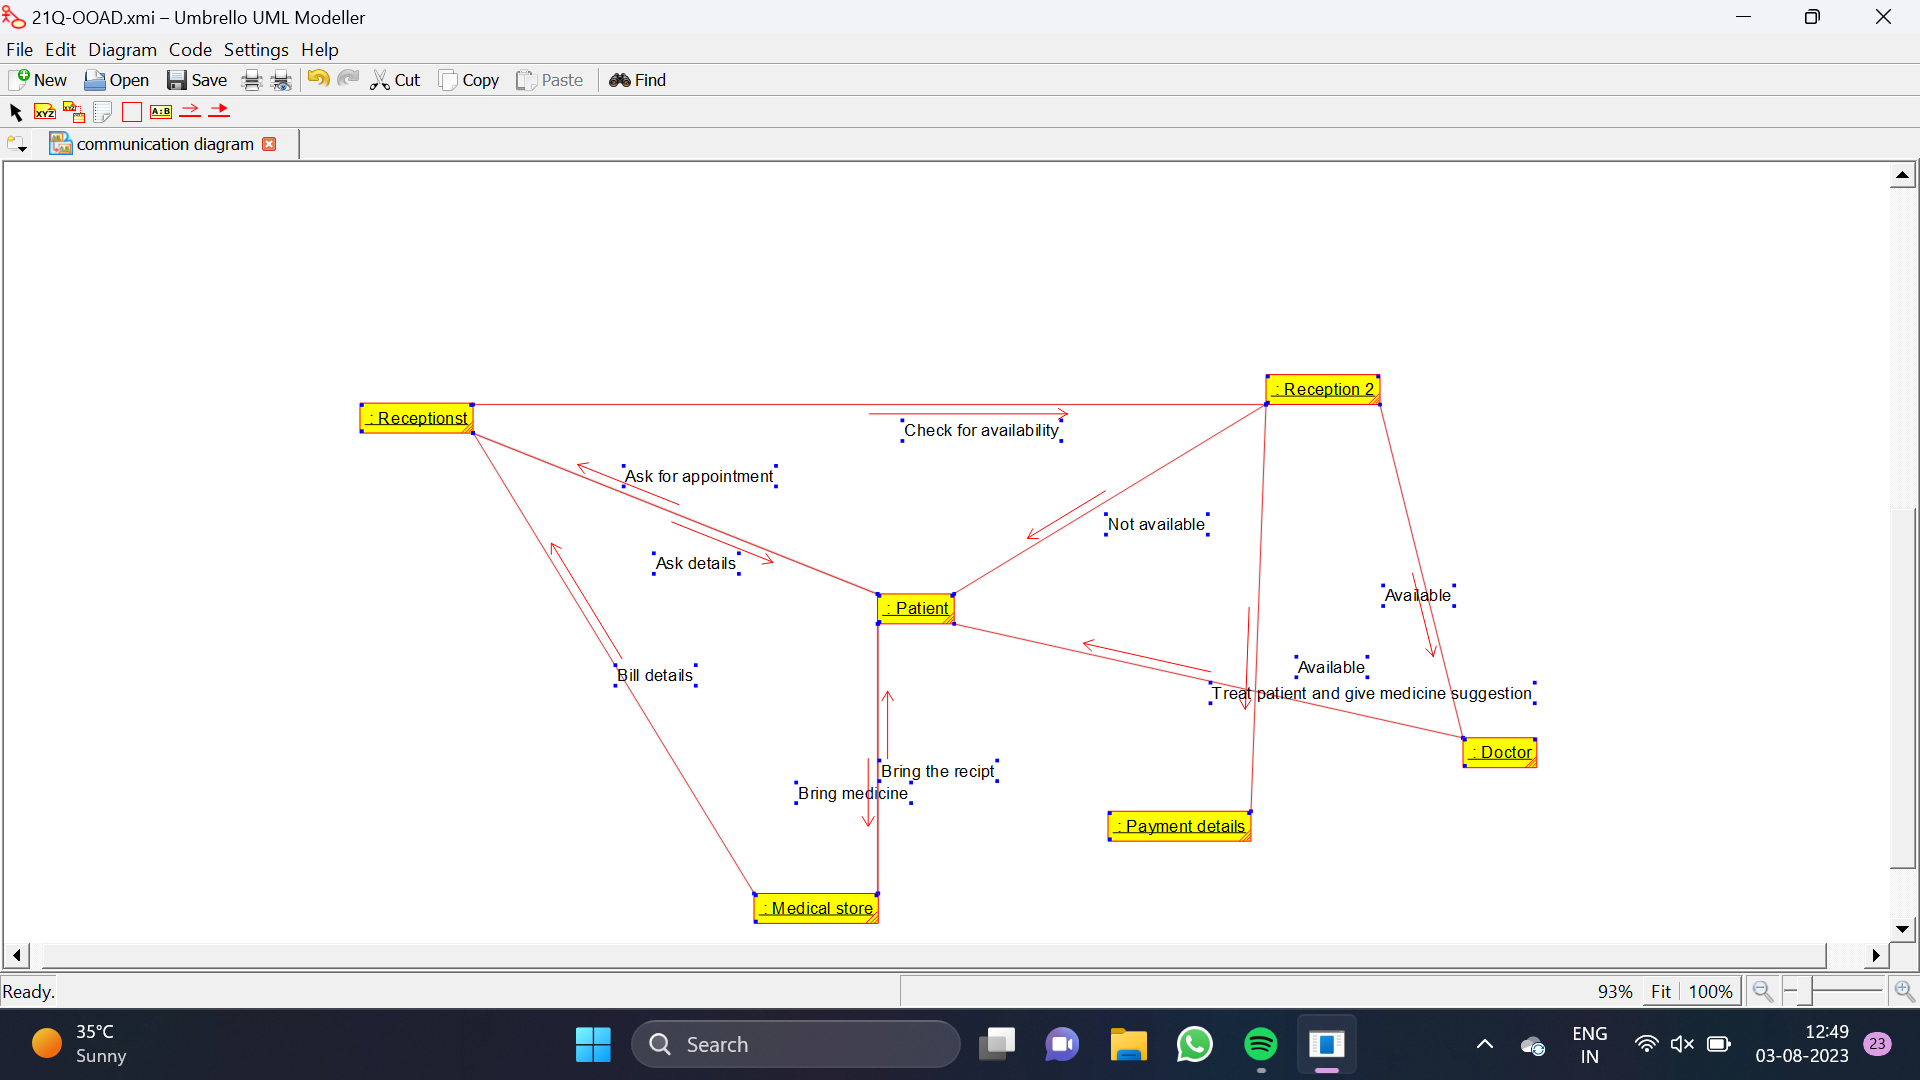 21Q-OOAD.xmi – Umbrello UML Modeller
File Edit Diagram Code Settings Help
New Open Save Cut Copy Paste Find
XYZ XYZ A:B
communication diagram
: Reception 2
: Receptionst
Check for availability
Ask for appointment
Not available
Ask details
Available
: Patient
Available
Bill details
Treat patient and give medicine suggestion
: Doctor
Bring the recipt
Bring medicine
: Payment details
: Medical store
Ready.
93% Fit 100%
35°C
Sunny
Search
ENG
IN
12:49
03-08-2023
23